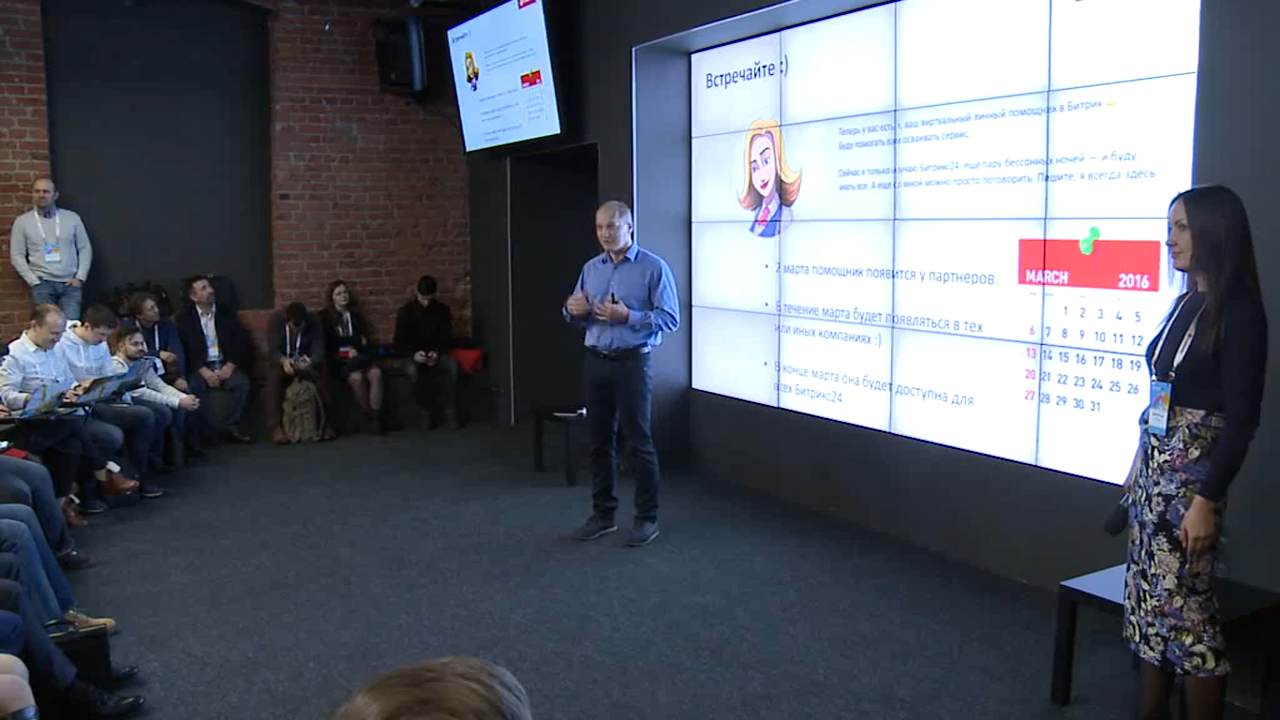 Встречайте :)
Теперь у вас есть я, ваш виртуальный личный помощник в Битрик
Буду помогать вам осваивать сервис.
Сейчас я только изучаю Битрикс24. еще пару бессонных ночей — и буду
знать все. А еще со мной можно просто поговорить. Пишите, я всегда здесь
• 2 марта помощник появится у партнеров.
• В течение марта будет появляться в тех
или иных компаниях :)
• В конце марта она будет доступна для
всех Битрикс24
MARCH 2016
1 2 3 4 5
6 7 8 9 10 11 12
13 14 15 16 17 18 19
20 21 22 23 24 25 26
27 28 29 30 31
Встречайте :)